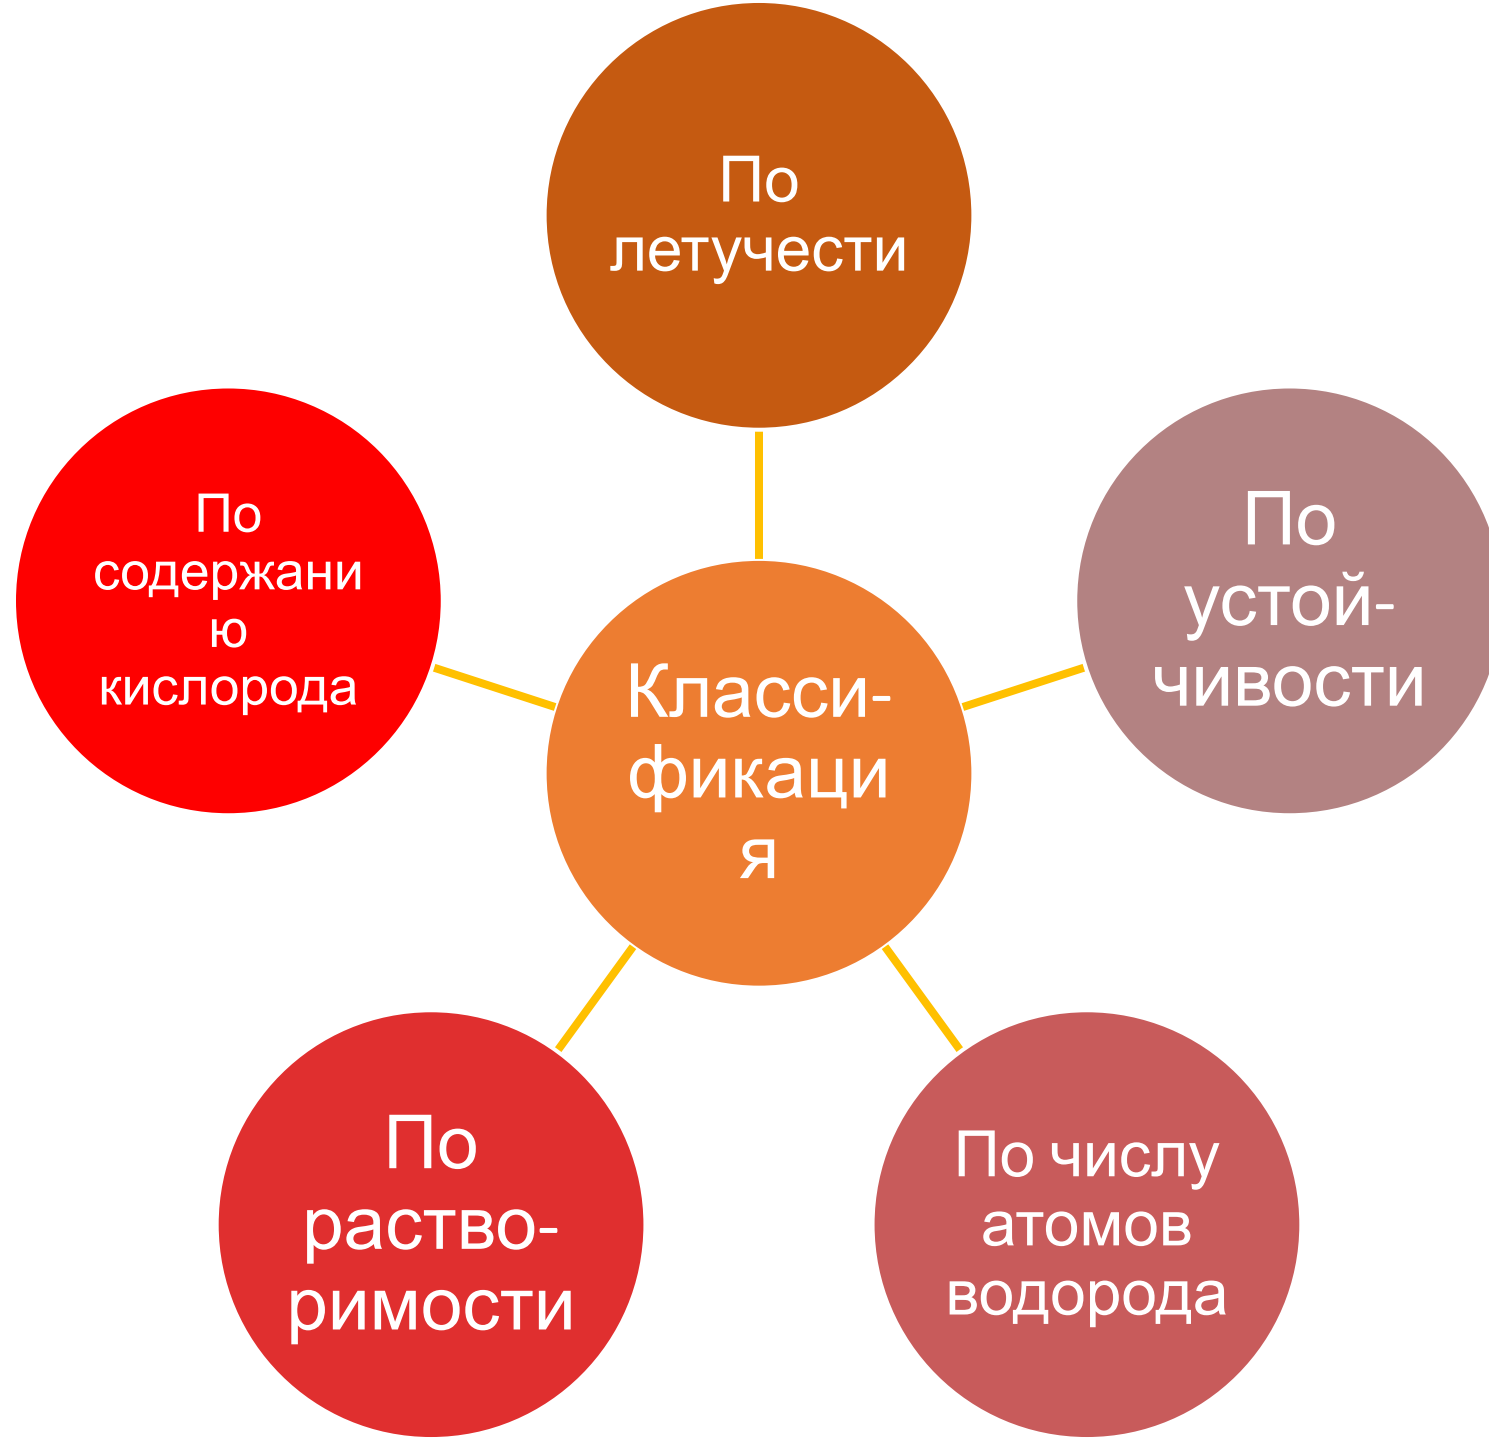 По
летучести
По
устой-
чивости
По числу
атомов
водорода
По
раство-
римости
По
содержани
ю
кислорода
Класси-
фикаци
я